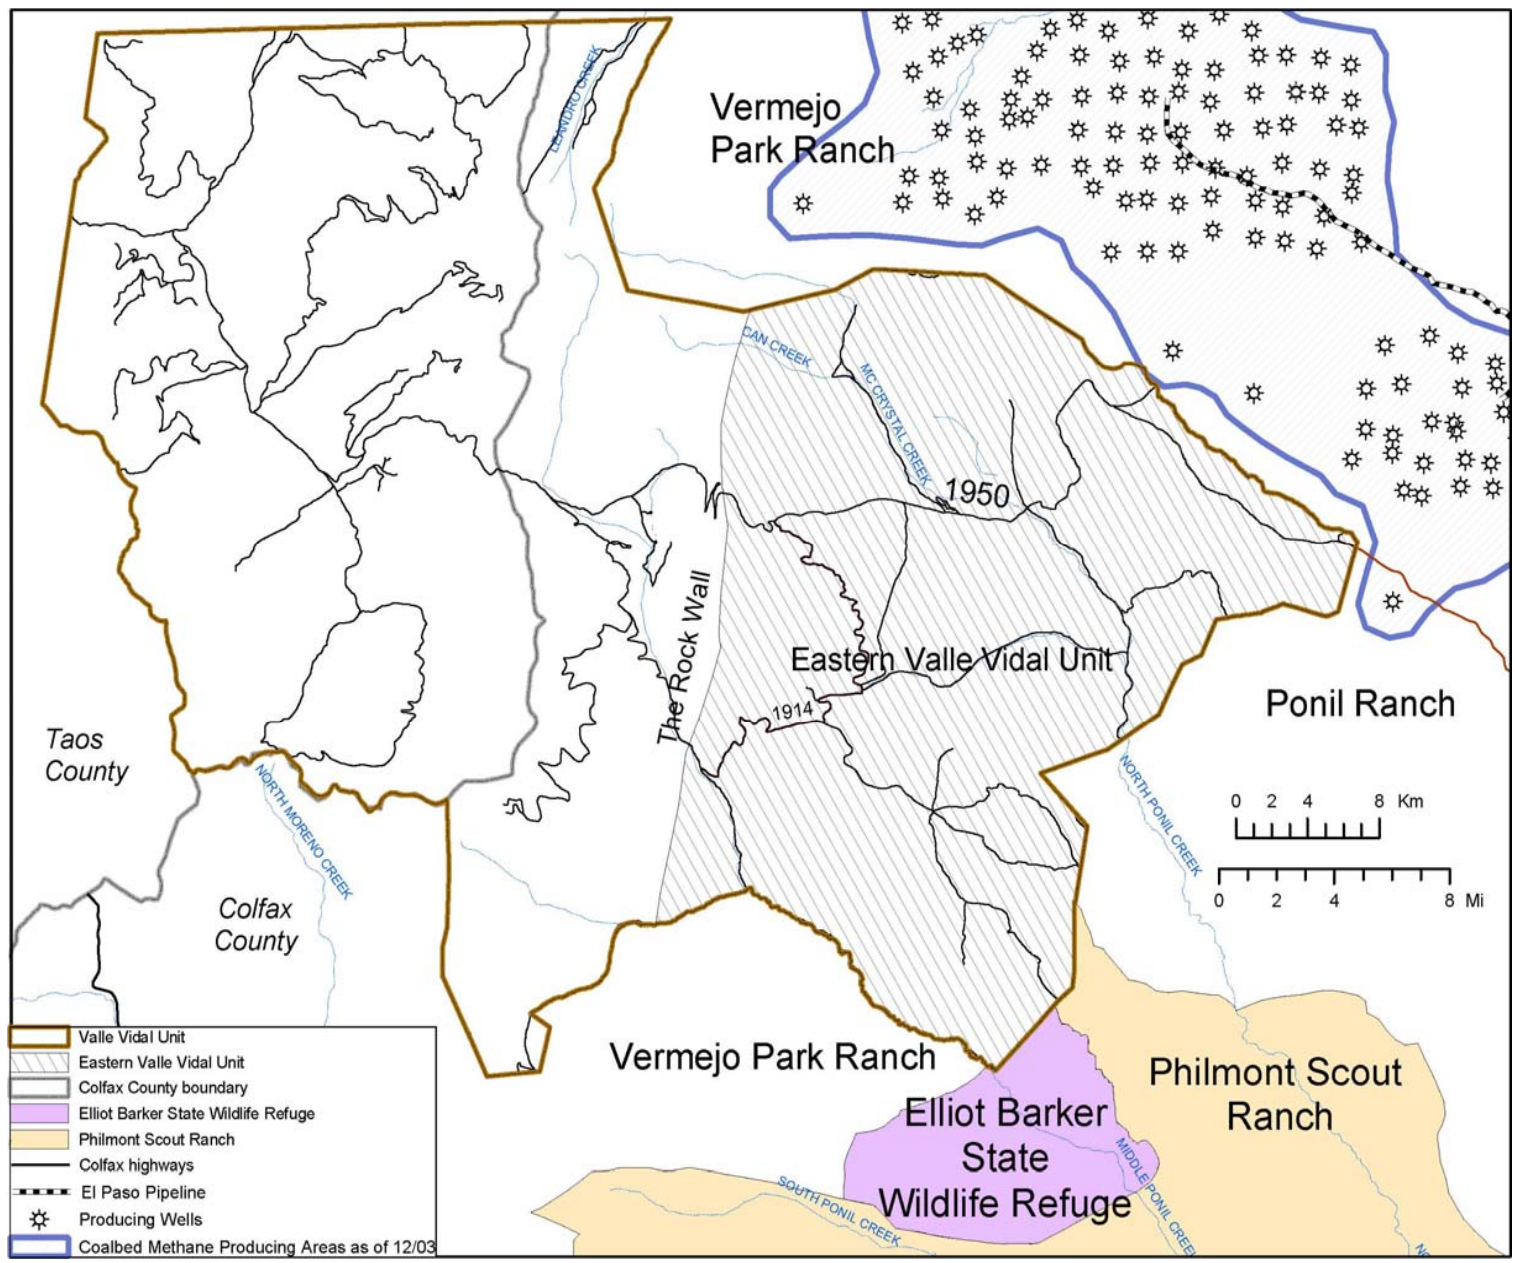 LEANDRO CREEK
Vermejo
Park Ranch
CAN CREEK
MC CRYSTAL CREEK
1950
The Rock Wall
Eastern Valle Vidal Unit
1914
Ponil Ranch
Taos
County
NORTH MORENO CREEK
NORTH PONIL CREEK
0 2 4 8 Km
0 2 4 8 Mi
Colfax
County
Vermejo Park Ranch
Philmont Scout
Ranch
Elliot Barker
State
Wildlife Refuge
MIDDLE PONIL CREEK
SOUTH PONIL CREEK
NO
Valle Vidal Unit
Eastern Valle Vidal Unit
Colfax County boundary
Elliot Barker State Wildlife Refuge
Philmont Scout Ranch
Colfax highways
El Paso Pipeline
Producing Wells
Coalbed Methane Producing Areas as of 12/03